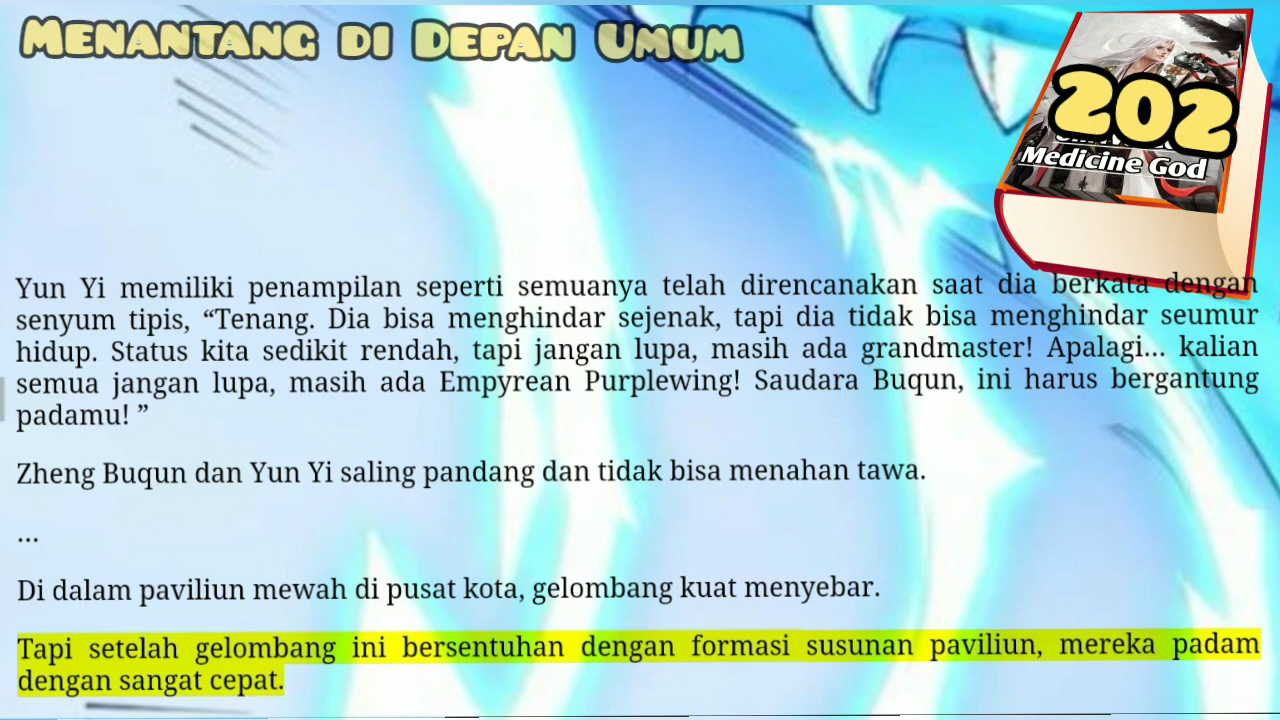 Menantang di Depan Umum
202
Medicine God
Yun Yi memiliki penampilan seperti semuanya telah direncanakan saat dia berkata dengan
senyum tipis, “Tenang. Dia bisa menghindar sejenak, tapi dia tidak bisa menghindar seumur
hidup. Status kita sedikit rendah, tapi jangan lupa, masih ada grandmaster! Apalagi... kalian
semua jangan lupa, masih ada Empyrean Purplewing! Saudara Buqun, ini harus bergantung
padamu! ”
Zheng Buqun dan Yun Yi saling pandang dan tidak bisa menahan tawa.
...
Di dalam paviliun mewah di pusat kota, gelombang kuat menyebar.
Tapi setelah gelombang ini bersentuhan dengan formasi susunan paviliun, mereka padam
dengan sangat cepat.